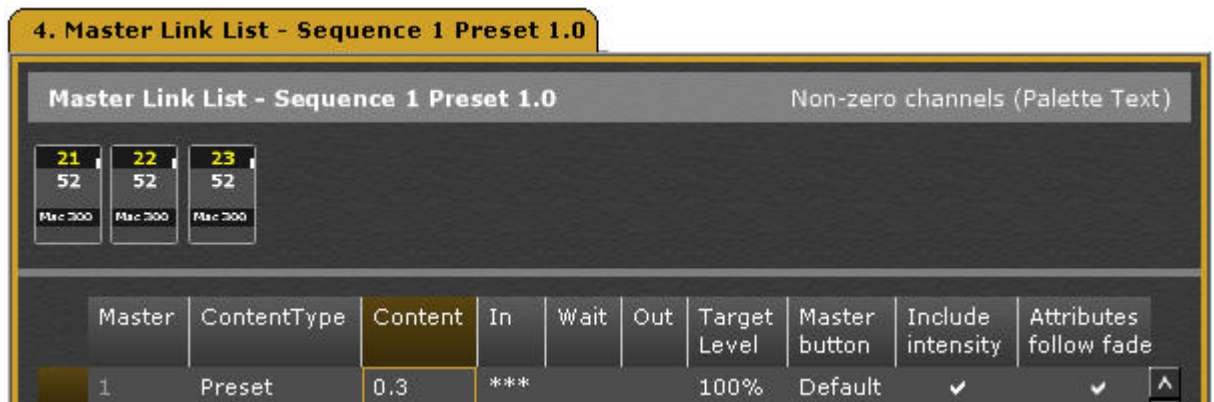 4. Master Link List - Sequence 1 Preset 1.0
Master Link List - Sequence 1 Preset 1.0 Non-zero channels (Palette Text)
21 22 23
52 52 52
Mac 300 Mac 300 Mac 300
Master ContentType Content In Wait Out Target Level Master button Include intensity Attributes follow fade
1 Preset 0.3 *** 100% Default ✔ ✔